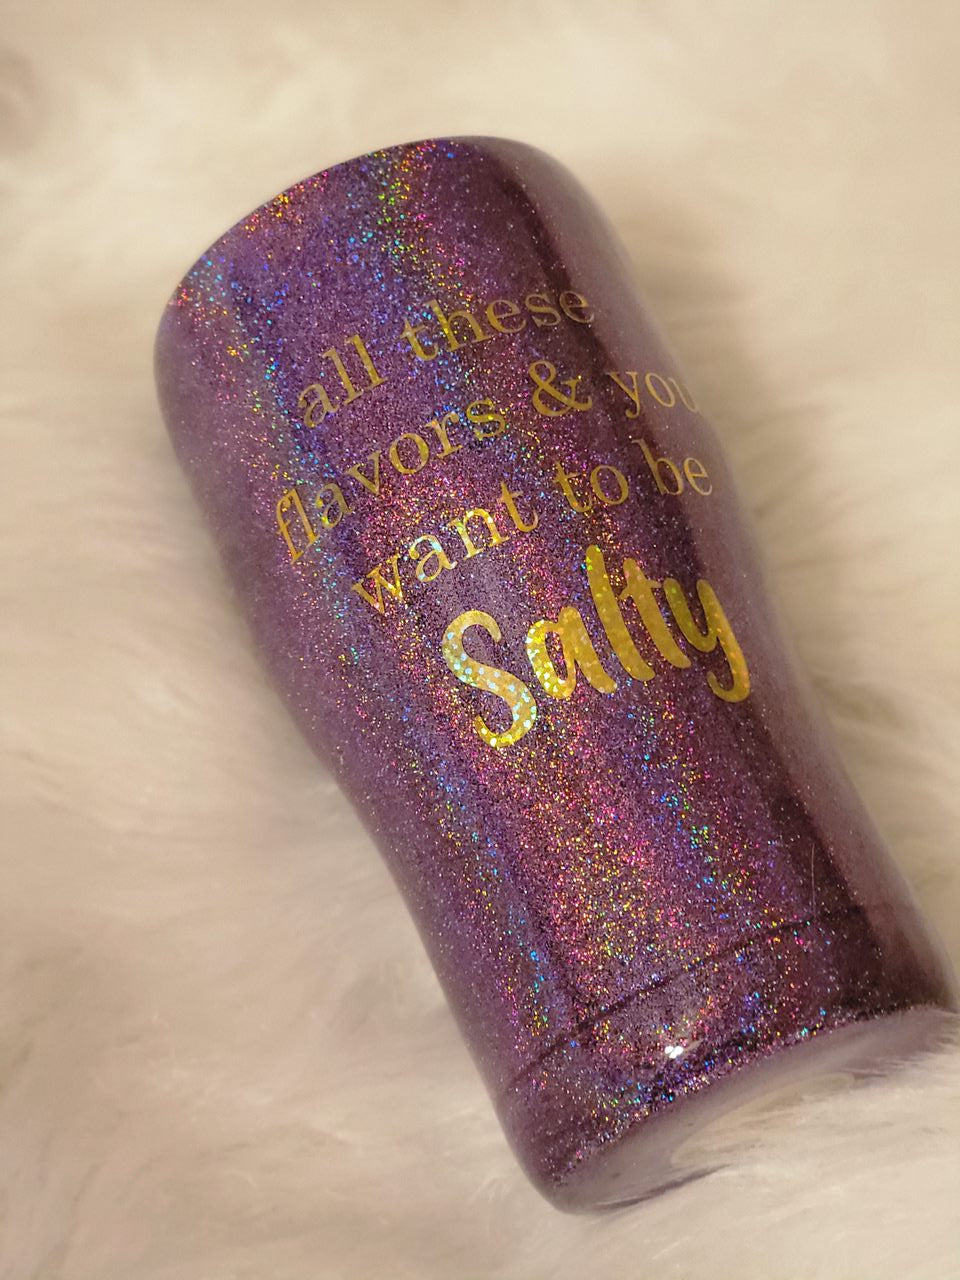 all these
flavors & you
want to be
Salty